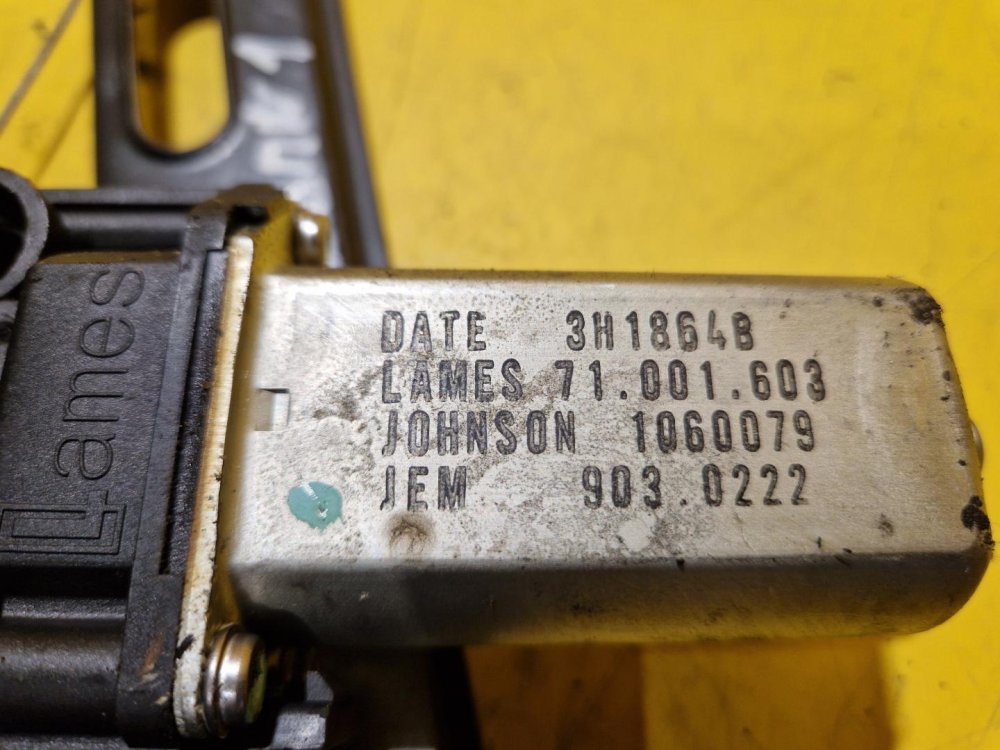 DATE 3H1864B
LAMES 71.001.603
JOHNSON 1060079
JEM 903.0222
Lames